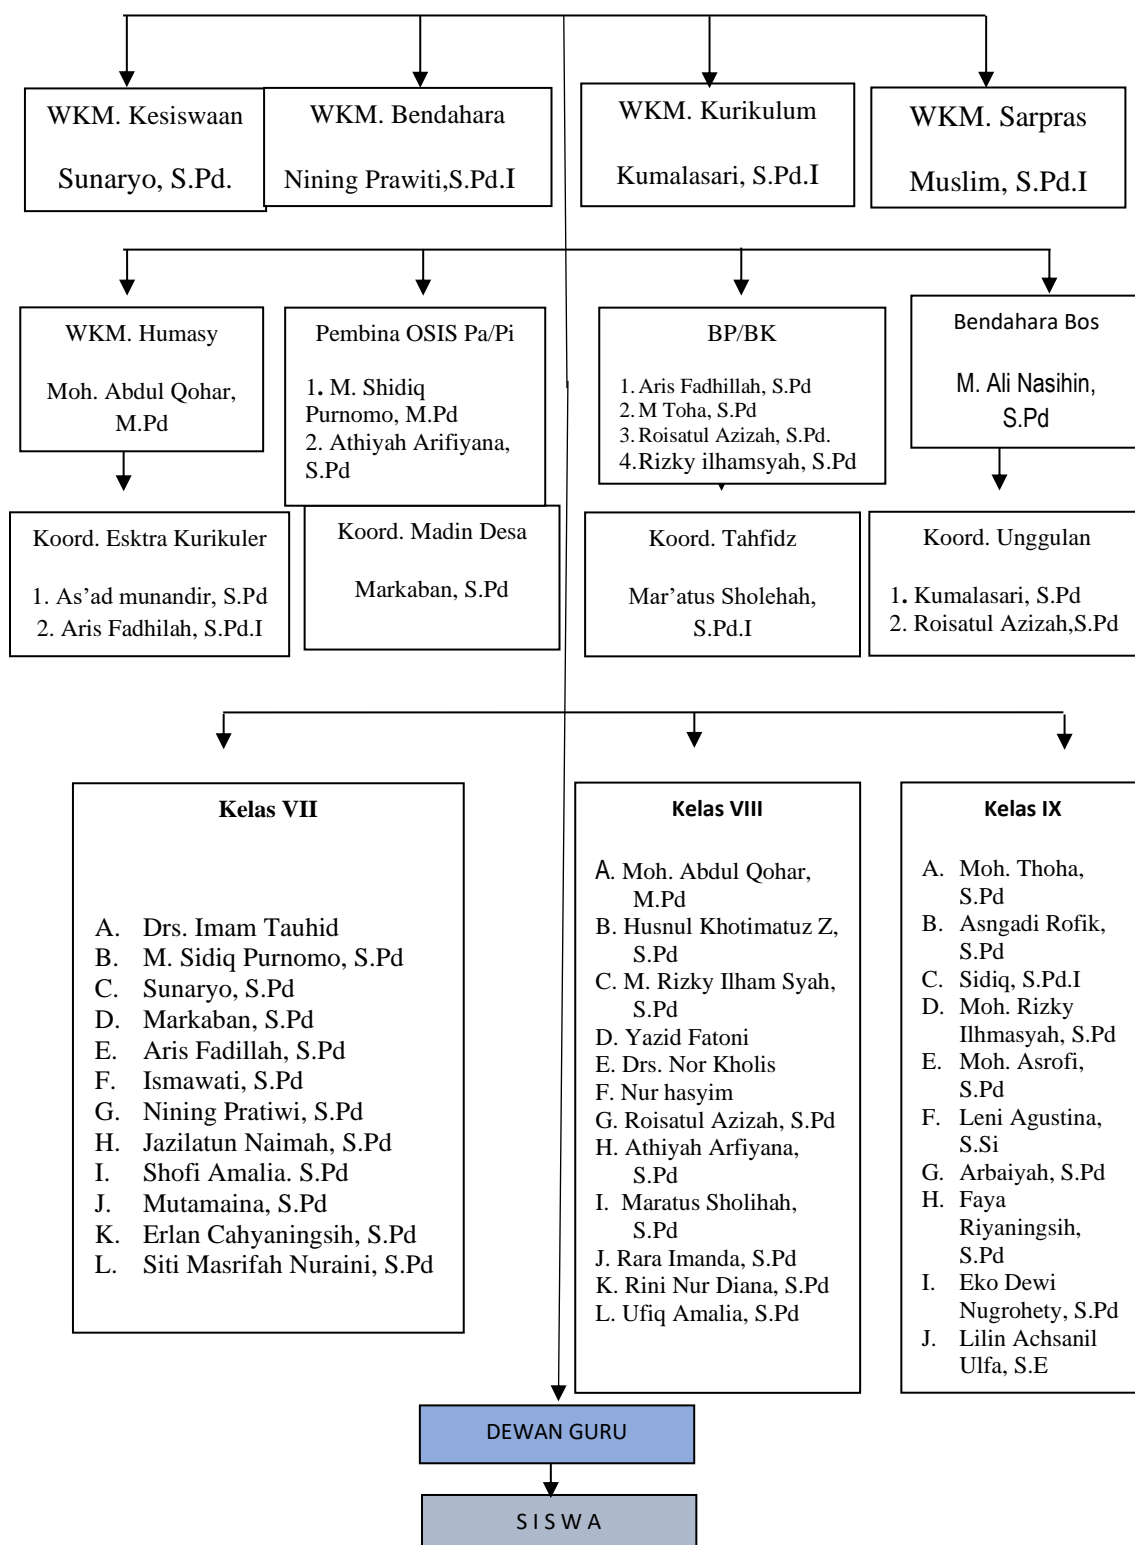 WKM. Kesiswaan
Sunaryo, S.Pd.
WKM. Bendahara
Nining Prawiti,S.Pd.I
WKM. Kurikulum
Kumalasari, S.Pd.I
WKM. Sarpras
Muslim, S.Pd.I
WKM. Humasy
Moh. Abdul Qohar,
M.Pd
Pembina OSIS Pa/Pi
1. M. Shidiq
Purnomo, M.Pd
2. Athiyah Arifiyana,
S.Pd
BP/BK
1. Aris Fadhillah, S.Pd
2. M Toha, S.Pd
3. Roisatul Azizah, S.Pd.
4. Rizky ilhamsyah, S.Pd
Bendahara Bos
M. Ali Nasihin,
S.Pd
Koord. Esktra Kurikuler
1. As’ad munandir, S.Pd
2. Aris Fadhilah, S.Pd.I
Koord. Madin Desa
Markaban, S.Pd
Koord. Tahfidz
Mar’atus Sholehah,
S.Pd.I
Koord. Unggulan
1. Kumalasari, S.Pd
2. Roisatul Azizah,S.Pd
Kelas VII
A. Drs. Imam Tauhid
B. M. Sidiq Purnomo, S.Pd
C. Sunaryo, S.Pd
D. Markaban, S.Pd
E. Aris Fadillah, S.Pd
F. Ismawati, S.Pd
G. Nining Pratiwi, S.Pd
H. Jazilatun Naimah, S.Pd
I. Shofi Amalia. S.Pd
J. Mutamaina, S.Pd
K. Erlan Cahyaningsih, S.Pd
L. Siti Masrifah Nuraini, S.Pd
Kelas VIII
A. Moh. Abdul Qohar,
M.Pd
B. Husnul Khotimatuz Z,
S.Pd
C. M. Rizky Ilham Syah,
S.Pd
D. Yazid Fatoni
E. Drs. Nor Kholis
F. Nur hasyim
G. Roisatul Azizah, S.Pd
H. Athiyah Arfiyana,
S.Pd
I. Maratus Sholihah,
S.Pd
J. Rara Imanda, S.Pd
K. Rini Nur Diana, S.Pd
L. Ufiq Amalia, S.Pd
Kelas IX
A. Moh. Thoha,
S.Pd
B. Asngadi Rofik,
S.Pd
C. Sidiq, S.Pd.I
D. Moh. Rizky
Ilhmasyah, S.Pd
E. Moh. Asrofi,
S.Pd
F. Leni Agustina,
S.Si
G. Arbaiyah, S.Pd
H. Faya
Riyaningsih,
S.Pd
I. Eko Dewi
Nugrohety, S.Pd
J. Lilin Achsanil
Ulfa, S.E
DEWAN GURU
S I S W A